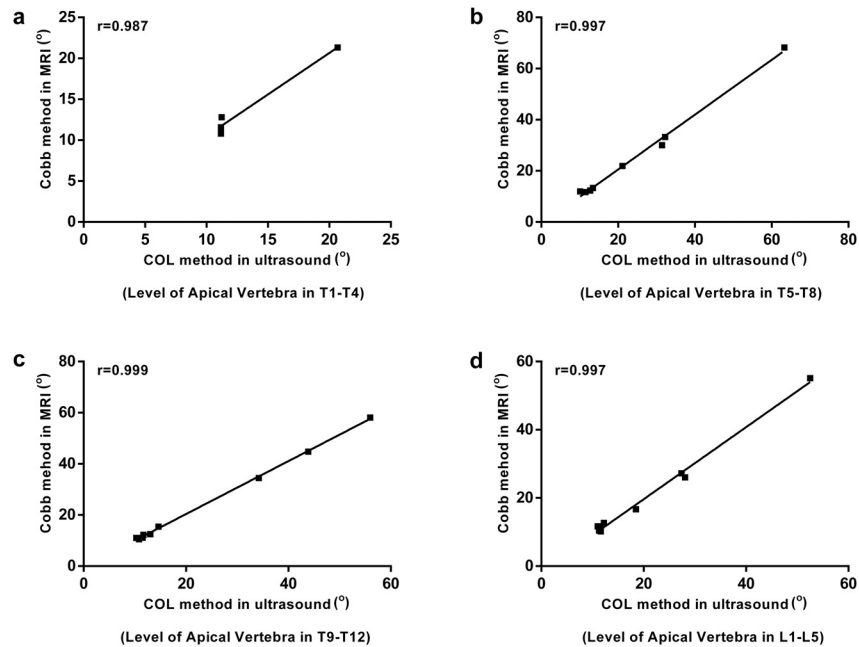 a
r=0.987
25
20
15
10
5
0
Cobb mehod in MRI (°)
0 5 10 15 20 25
COL method in ultrasound (°)
(Level of Apical Vertebra in T1-T4)
b
r=0.997
80
60
40
20
0
Cobb mehod in MRI (°)
0 20 40 60 80
COL method in ultrasound (°)
(Level of Apical Vertebra in T5-T8)
c
r=0.999
80
60
40
20
0
Cobb mehod in MRI (°)
0 20 40 60
COL method in ultrasound (°)
(Level of Apical Vertebra in T9-T12)
d
r=0.997
60
40
20
0
Cobb mehod in MRI (°)
0 20 40 60
COL method in ultrasound (°)
(Level of Apical Vertebra in L1-L5)